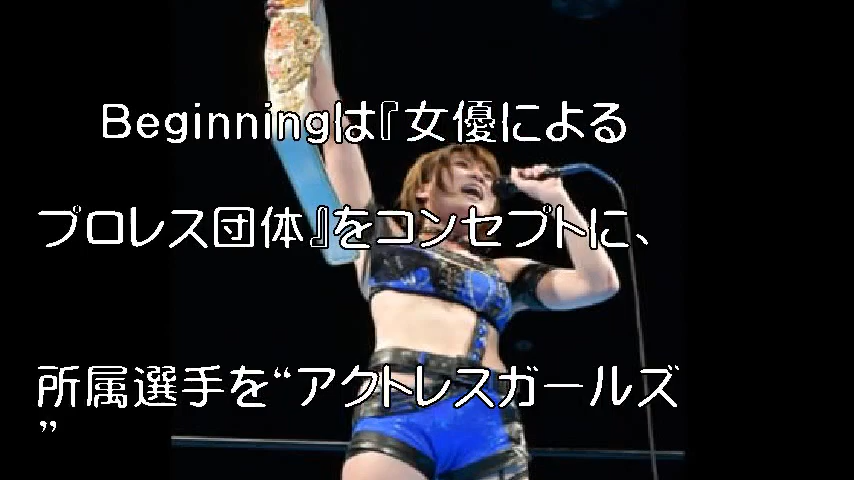 Beginningは『女優による
プロレス団体』をコンセプトに、
所属選手を“アクトレスガールズ
”